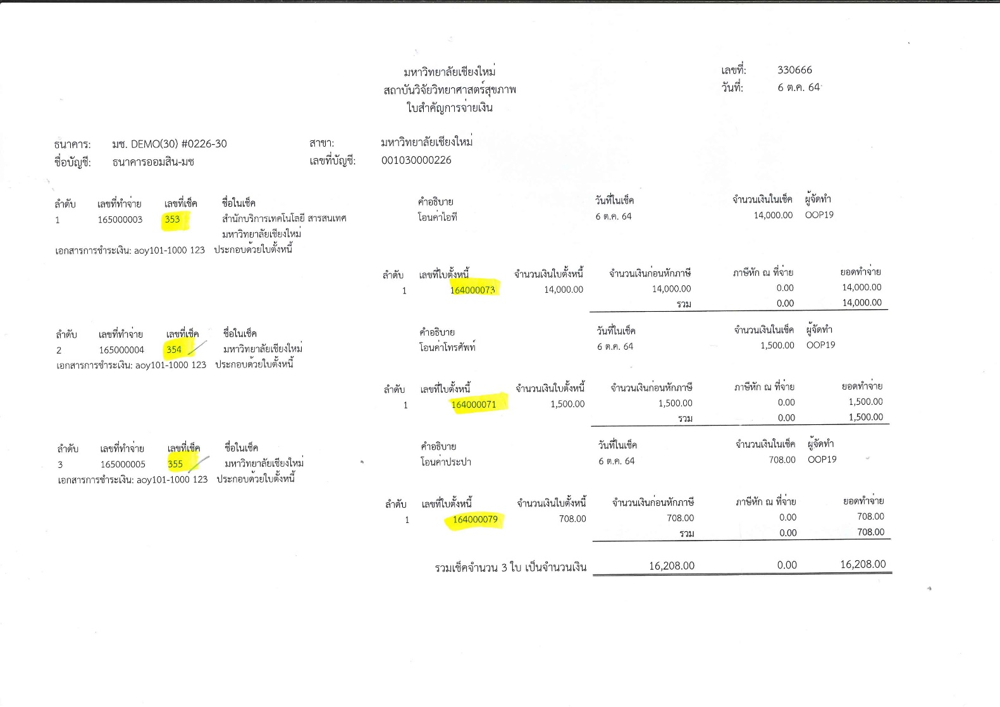 มหาวิทยาลัยเชียงใหม่
สถาบันวิจัยวิทยาศาสตร์สุขภาพ
ใบสำคัญการจ่ายเงิน
เลขที่: 330666
วันที่: 6 ต.ค. 64
ธนาคาร: มช. DEMO(30) #0226-30 สาขา: มหาวิทยาลัยเชียงใหม่
ชื่อบัญชี: ธนาคารออมสิน-มช เลขที่บัญชี: 001030000226
ลำดับ เลขที่ทำจ่าย เลขที่เช็ค ชื่อในเช็ค คำอธิบาย วันที่ในเช็ค จำนวนเงินในเช็ค ผู้จัดทำ
1 165000003 353 สำนักบริการเทคโนโลยี สารสนเทศ โอนค่าไอที 6 ต.ค. 64 14,000.00 OOP19
มหาวิทยาลัยเชียงใหม่
เอกสารการชำระเงิน: aoy101-1000 123 ประกอบด้วยใบตั้งหนี้
ลำดับ เลขที่ใบตั้งหนี้ จำนวนเงินใบตั้งหนี้ จำนวนเงินก่อนหักภาษี ภาษีหัก ณ ที่จ่าย ยอดทำจ่าย
1 164000073 14,000.00 14,000.00 0.00 14,000.00
รวม 0.00 14,000.00
ลำดับ เลขที่ทำจ่าย เลขที่เช็ค ชื่อในเช็ค คำอธิบาย วันที่ในเช็ค จำนวนเงินในเช็ค ผู้จัดทำ
2 165000004 354 มหาวิทยาลัยเชียงใหม่ โอนค่าโทรศัพท์ 6 ต.ค. 64 1,500.00 OOP19
เอกสารการชำระเงิน: aoy101-1000 123 ประกอบด้วยใบตั้งหนี้
ลำดับ เลขที่ใบตั้งหนี้ จำนวนเงินใบตั้งหนี้ จำนวนเงินก่อนหักภาษี ภาษีหัก ณ ที่จ่าย ยอดทำจ่าย
1 164000071 1,500.00 1,500.00 0.00 1,500.00
รวม 0.00 1,500.00
ลำดับ เลขที่ทำจ่าย เลขที่เช็ค ชื่อในเช็ค คำอธิบาย วันที่ในเช็ค จำนวนเงินในเช็ค ผู้จัดทำ
3 165000005 355 มหาวิทยาลัยเชียงใหม่ โอนค่าประปา 6 ต.ค. 64 708.00 OOP19
เอกสารการชำระเงิน: aoy101-1000 123 ประกอบด้วยใบตั้งหนี้
ลำดับ เลขที่ใบตั้งหนี้ จำนวนเงินใบตั้งหนี้ จำนวนเงินก่อนหักภาษี ภาษีหัก ณ ที่จ่าย ยอดทำจ่าย
1 164000079 708.00 708.00 0.00 708.00
รวม 0.00 708.00
รวมเช็คจำนวน 3 ใบ เป็นจำนวนเงิน 16,208.00 0.00 16,208.00